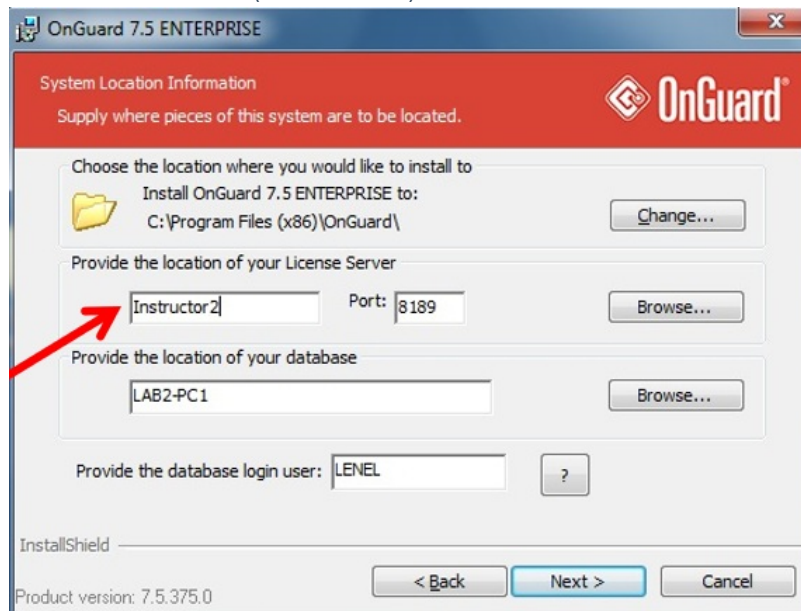 OnGuard 7.5 ENTERPRISE
System Location Information
Supply where pieces of this system are to be located.
OnGuard®
Choose the location where you would like to install to
Install OnGuard 7.5 ENTERPRISE to:
C:\Program Files (x86)\OnGuard\
Change...
Provide the location of your License Server
Instructor2 Port: 8189 Browse...
Provide the location of your database
LAB2-PC1 Browse...
Provide the database login user: LENEL ?
InstallShield
< Back Next > Cancel
Product version: 7.5.375.0